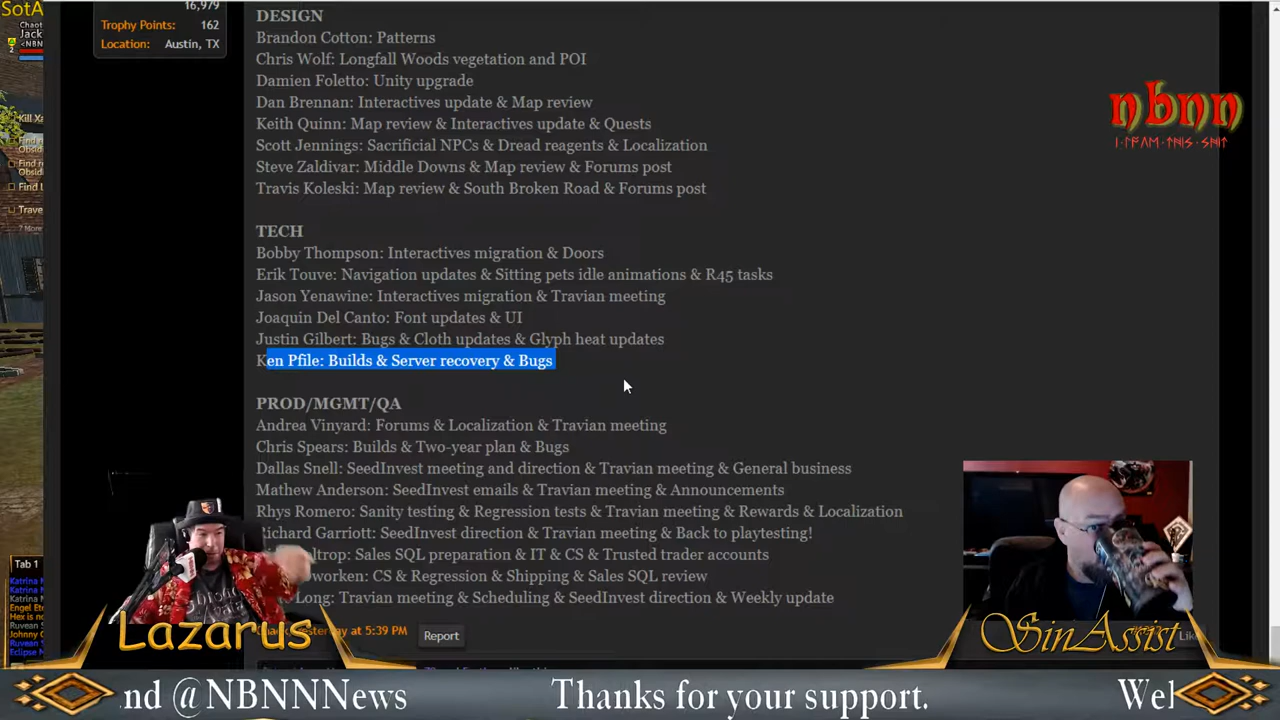 SotA
16,979
Trophy Points: 162
Location: Austin, TX
DESIGN
Brandon Cotton: Patterns
Chris Wolf: Longfall Woods vegetation and POI
Damien Foletto: Unity upgrade
Dan Brennan: Interactives update & Map review
Keith Quinn: Map review & Interactives update & Quests
Scott Jennings: Sacrificial NPCs & Dread reagents & Localization
Steve Zaldivar: Middle Downs & Map review & Forums post
Travis Koleski: Map review & South Broken Road & Forums post
TECH
Bobby Thompson: Interactives migration & Doors
Erik Touve: Navigation updates & Sitting pets idle animations & R45 tasks
Jason Yenawine: Interactives migration & Travian meeting
Joaquin Del Canto: Font updates & UI
Justin Gilbert: Bugs & Cloth updates & Glyph heat updates
Ken Pfile: Builds & Server recovery & Bugs
PROD/MGMT/QA
Andrea Vinyard: Forums & Localization & Travian meeting
Chris Spears: Builds & Two-year plan & Bugs
Dallas Snell: SeedInvest meeting and direction & Travian meeting & General business
Mathew Anderson: SeedInvest emails & Travian meeting & Announcements
Rhys Romero: Sanity testing & Regression tests & Travian meeting & Rewards & Localization
Richard Garriott: SeedInvest direction & Travian meeting & Back to playtesting!
Sales SQL preparation & IT & CS & Trusted trader accounts
CS & Regression & Shipping & Sales SQL review
Long: Travian meeting & Scheduling & SeedInvest direction & Weekly update
yesterday at 5:39 PM
Report
Like
nbnn
Tab 1
Lazarus
SinAssist
nd @NBNNNews Thanks for your support. Wel